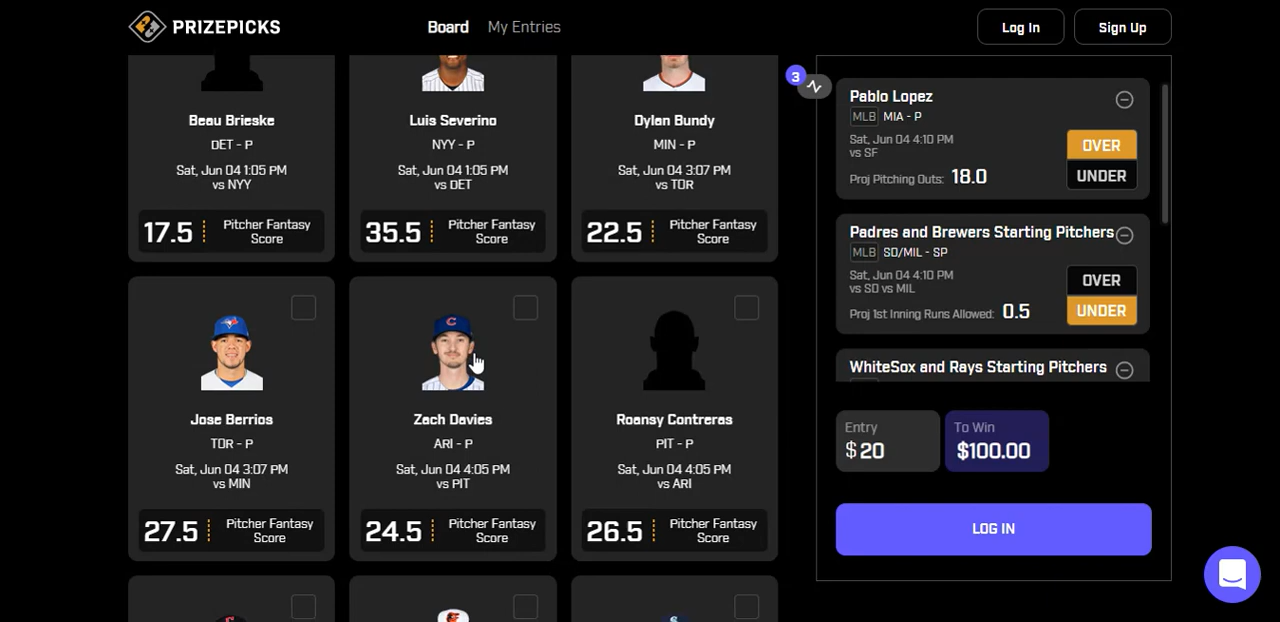 PRIZEPICKS
Board
My Entries
Log In
Sign Up
Beau Brieske
DET - P
Sat, Jun 04 1:05 PM
vs NYY
17.5
Pitcher Fantasy
Score
Luis Severino
NYY - P
Sat, Jun 04 1:05 PM
vs DET
35.5
Pitcher Fantasy
Score
Dylan Bundy
MIN - P
Sat, Jun 04 3:07 PM
vs TOR
22.5
Pitcher Fantasy
Score
Jose Berrios
TOR - P
Sat, Jun 04 3:07 PM
vs MIN
27.5
Pitcher Fantasy
Score
Zach Davies
ARI - P
Sat, Jun 04 4:05 PM
vs PIT
24.5
Pitcher Fantasy
Score
Roansy Contreras
PIT - P
Sat, Jun 04 4:05 PM
vs ARI
26.5
Pitcher Fantasy
Score
3
Pablo Lopez
MLB MIA - P
Sat, Jun 04 4:10 PM
vs SF
Proj Pitching Outs: 18.0
OVER
UNDER
Padres and Brewers Starting Pitchers
MLB SD/MIL - SP
Sat, Jun 04 4:10 PM
vs SD vs MIL
Proj 1st Inning Runs Allowed: 0.5
OVER
UNDER
WhiteSox and Rays Starting Pitchers
Entry
$20
To Win
$100.00
LOG IN